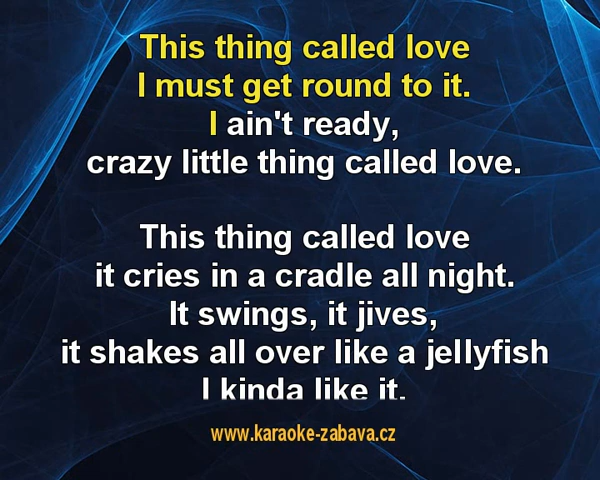 This thing called love
I must get round to it.
I ain't ready,
crazy little thing called love.
This thing called love
it cries in a cradle all night.
It swings, it jives,
it shakes all over like a jellyfish
I kinda like it.
www.karaoke-zabava.cz